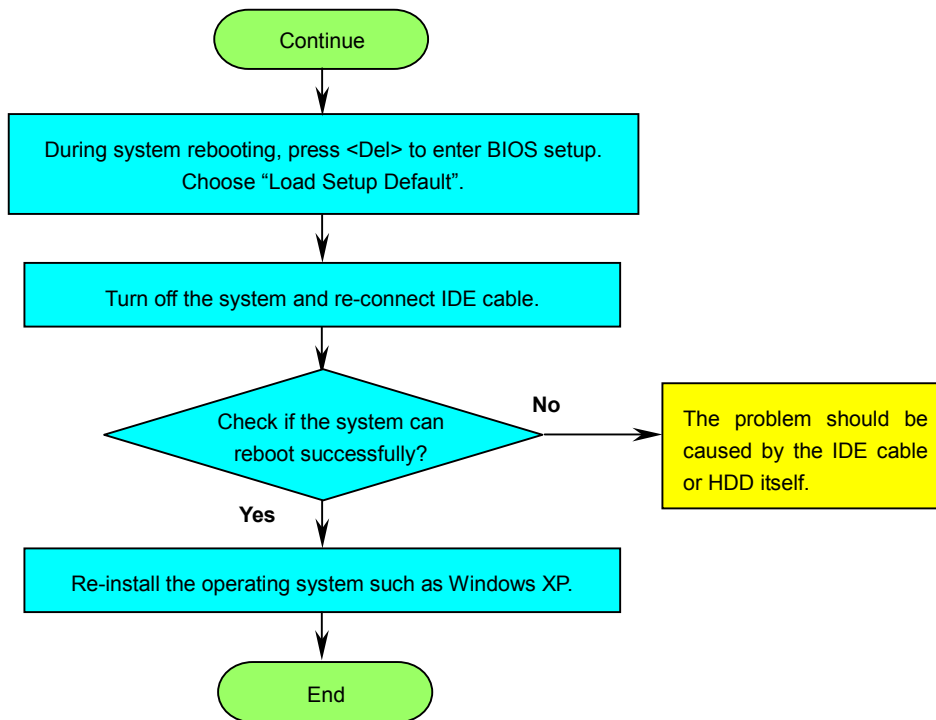 Continue
During system rebooting, press <Del> to enter BIOS setup.
Choose “Load Setup Default”.
Turn off the system and re-connect IDE cable.
Check if the system can
reboot successfully?
No
The problem should be
caused by the IDE cable
or HDD itself.
Yes
Re-install the operating system such as Windows XP.
End